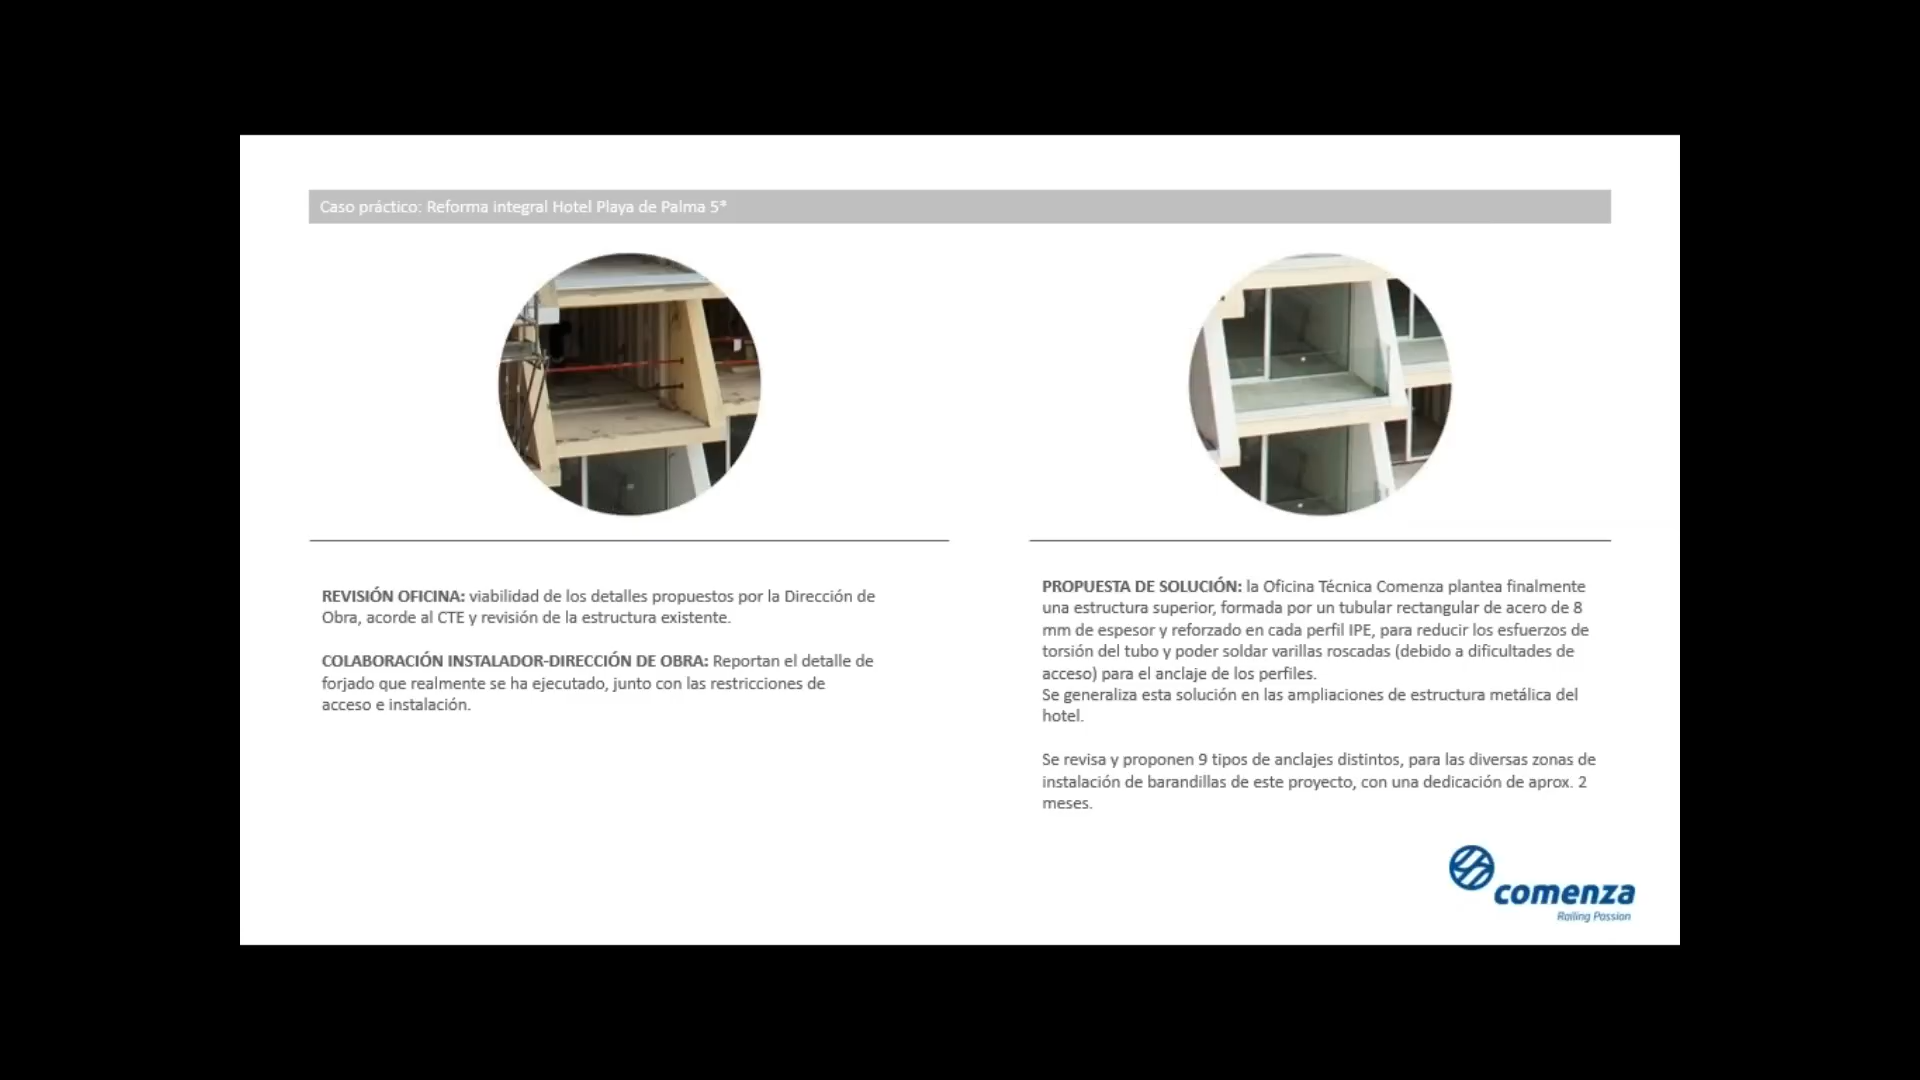 Caso práctico: Reforma integral Hotel Playa de Palma 5*
REVISIÓN OFICINA: viabilidad de los detalles propuestos por la Dirección de
Obra, acorde al CTE y revisión de la estructura existente.
COLABORACIÓN INSTALADOR-DIRECCIÓN DE OBRA: Reportan el detalle de
forjado que realmente se ha ejecutado, junto con las restricciones de
acceso e instalación.
PROPUESTA DE SOLUCIÓN: la Oficina Técnica Comenza plantea finalmente
una estructura superior, formada por un tubular rectangular de acero de 8
mm de espesor y reforzado en cada perfil IPE, para reducir los esfuerzos de
torsión del tubo y poder soldar varillas roscadas (debido a dificultades de
acceso) para el anclaje de los perfiles.
Se generaliza esta solución en las ampliaciones de estructura metálica del
hotel.
Se revisa y proponen 9 tipos de anclajes distintos, para las diversas zonas de
instalación de barandillas de este proyecto, con una dedicación de aprox. 2
meses.
comenza
Railing Passion